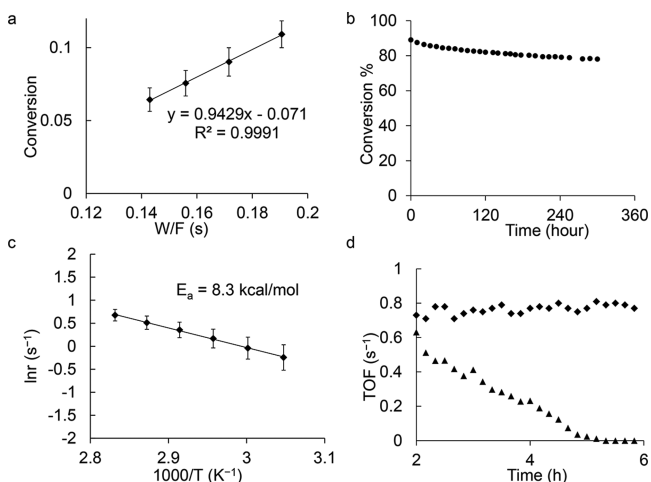 a
0.1
0.05
0
0.12
0.14
0.16
0.18
0.2
Conversion
W/F (s)
y = 0.9429x - 0.071
R² = 0.9991
b
100
80
60
40
20
0
0
120
240
360
Conversion %
Time (hour)
c
2
1.5
1
0.5
0
-0.5
-1
-1.5
-2
2.8
2.9
3
3.1
lnr (s⁻¹)
1000/T (K⁻¹)
Eₐ = 8.3 kcal/mol
d
1
0.8
0.6
0.4
0.2
0
2
4
6
TOF (s⁻¹)
Time (h)